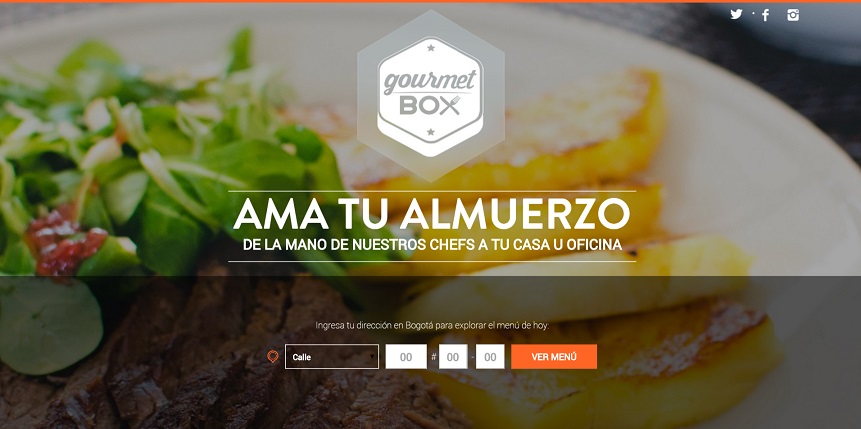 gourmet
BOX
AMA TU ALMUERZO
DE LA MANO DE NUESTROS CHEFS A TU CASA U OFICINA
Ingresa tu dirección en Bogotá para explorar el menú de hoy.
Calle 00 # 00 - 00 VER MENÚ